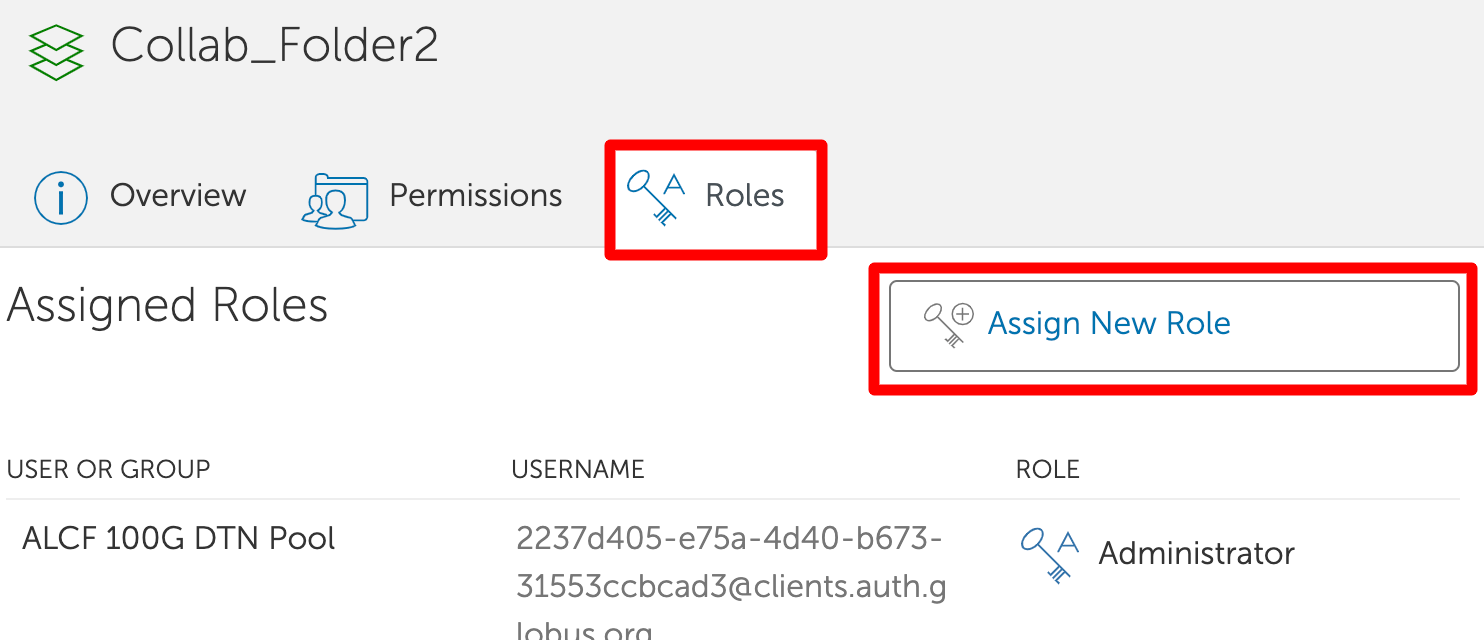 Collab_Folder2
Overview
Permissions
Roles
Assigned Roles
Assign New Role
USER OR GROUP
USERNAME
ROLE
ALCF 100G DTN Pool
2237d405-e75a-4d40-b673-
31553ccbcad3@clients.auth.g
lobus.org
Administrator